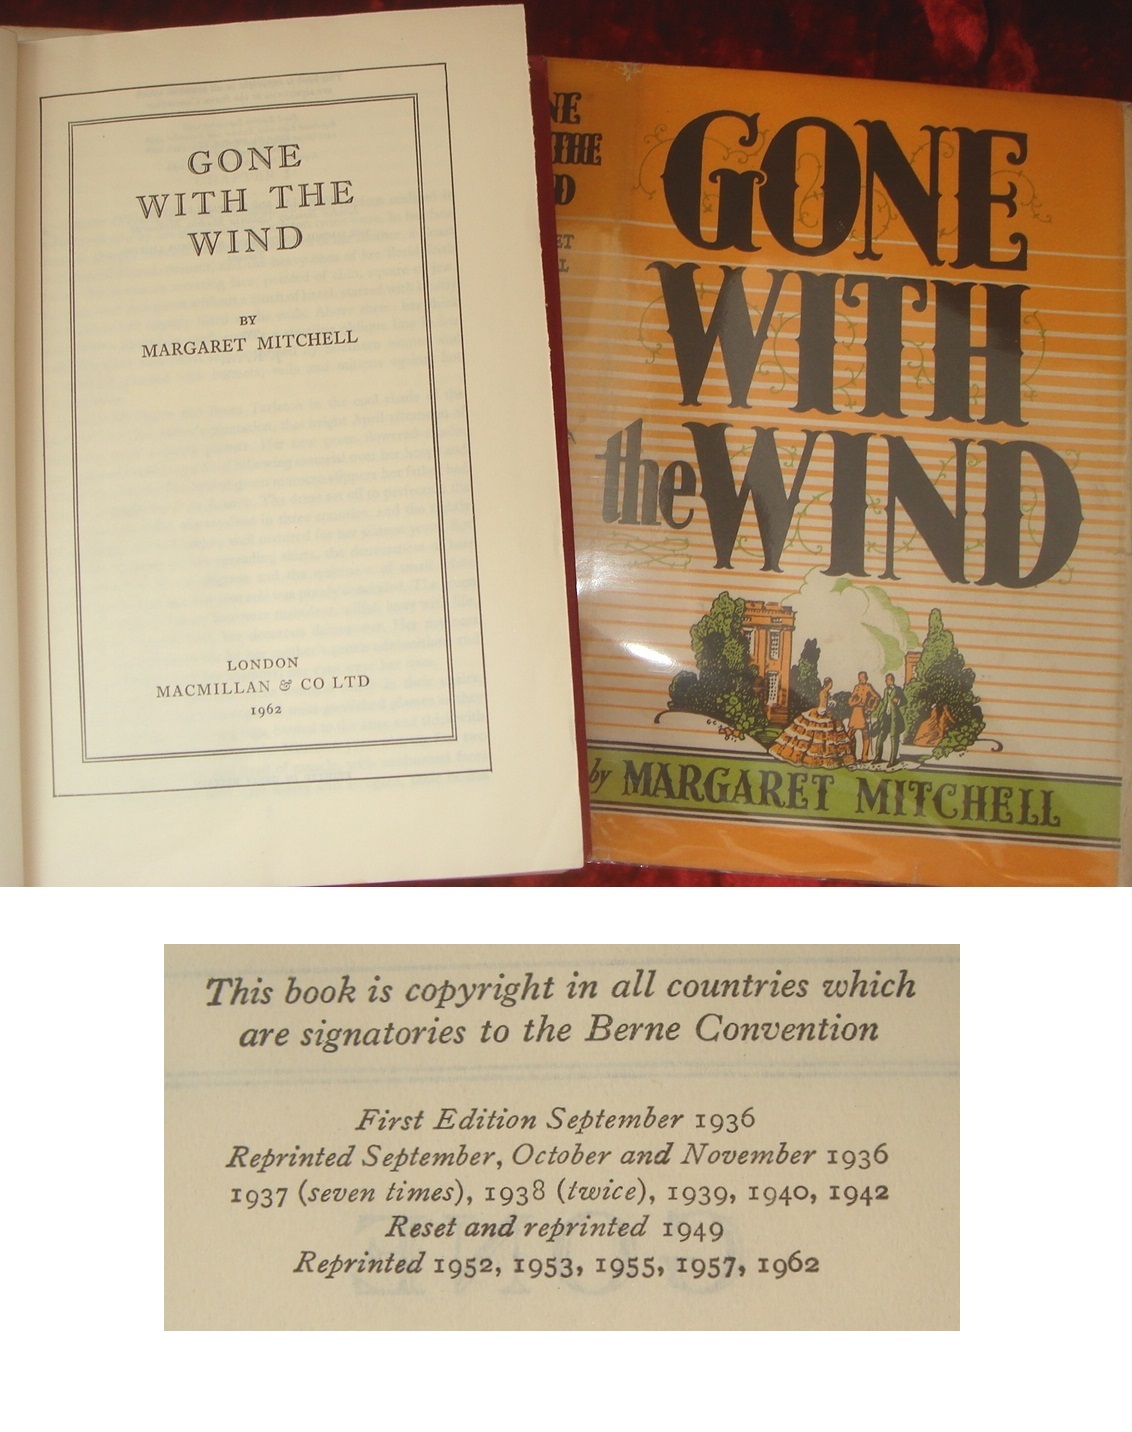 GONE
WITH THE
WIND
BY
MARGARET MITCHELL
LONDON
MACMILLAN & CO LTD
1962
GONE
WITH
the WIND
by MARGARET MITCHELL
This book is copyright in all countries which
are signatories to the Berne Convention
First Edition September 1936
Reprinted September, October and November 1936
1937 (seven times), 1938 (twice), 1939, 1940, 1942
Reset and reprinted 1949
Reprinted 1952, 1953, 1955, 1957, 1962